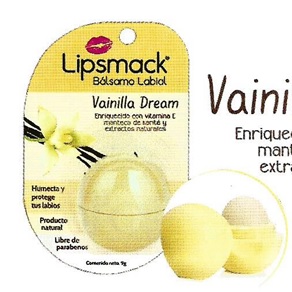 Lipsmack®
Bálsamo Labial
Vainilla Dream
Enriquecido con vitamina E
manteca de karité y
extractos naturales
Humecta y
protege
tus labios
Producto
natural
Libre de
parabenos
Contenido neto. 9g
Vaini
Enriquec
mant
extra